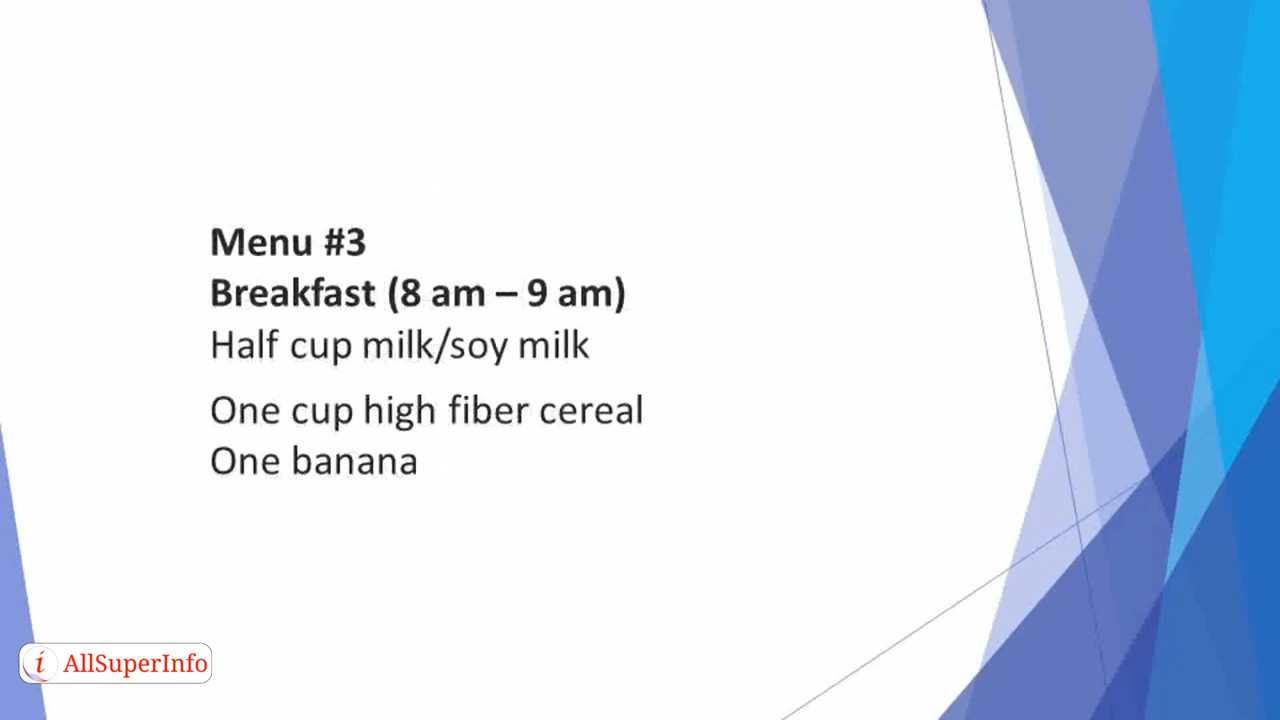 Menu #3
Breakfast (8 am – 9 am)
Half cup milk/soy milk
One cup high fiber cereal
One banana
i AllSuperInfo